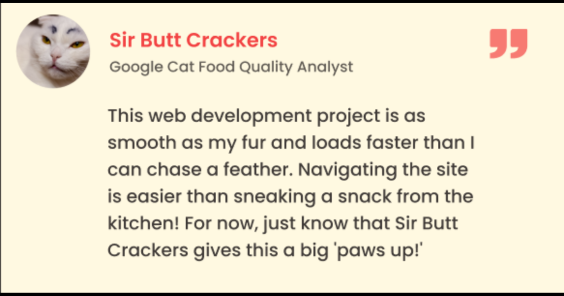 Sir Butt Crackers
Google Cat Food Quality Analyst
This web development project is as
smooth as my fur and loads faster than I
can chase a feather. Navigating the site
is easier than sneaking a snack from the
kitchen! For now, just know that Sir Butt
Crackers gives this a big 'paws up!'